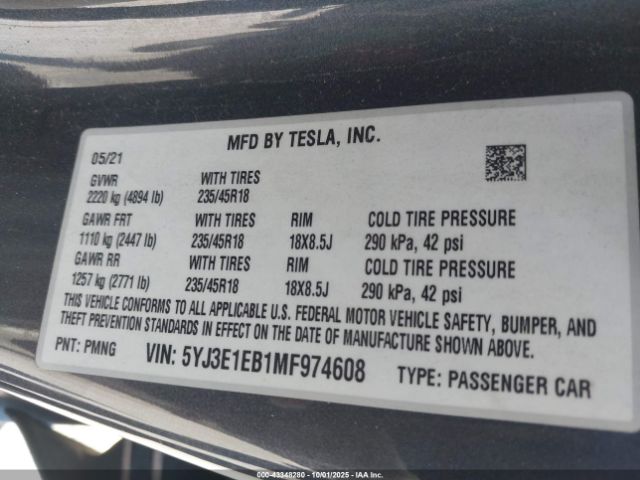 MFD BY TESLA, INC.
05/21
GVWR WITH TIRES
2220 kg (4894 lb) 235/45R18
GAWR FRT WITH TIRES RIM COLD TIRE PRESSURE
1110 kg (2447 lb) 235/45R18 18X8.5J 290 kPa, 42 psi
GAWR RR WITH TIRES RIM COLD TIRE PRESSURE
1257 kg (2771 lb) 235/45R18 18X8.5J 290 kPa, 42 psi
THIS VEHICLE CONFORMS TO ALL APPLICABLE U.S. FEDERAL MOTOR VEHICLE SAFETY, BUMPER, AND
THEFT PREVENTION STANDARDS IN EFFECT ON THE DATE OF MANUFACTURE SHOWN ABOVE.
PNT: PMNG VIN: 5YJ3E1EB1MF974608 TYPE: PASSENGER CAR
000-43348280 - 10/01/2025 - IAA Inc.